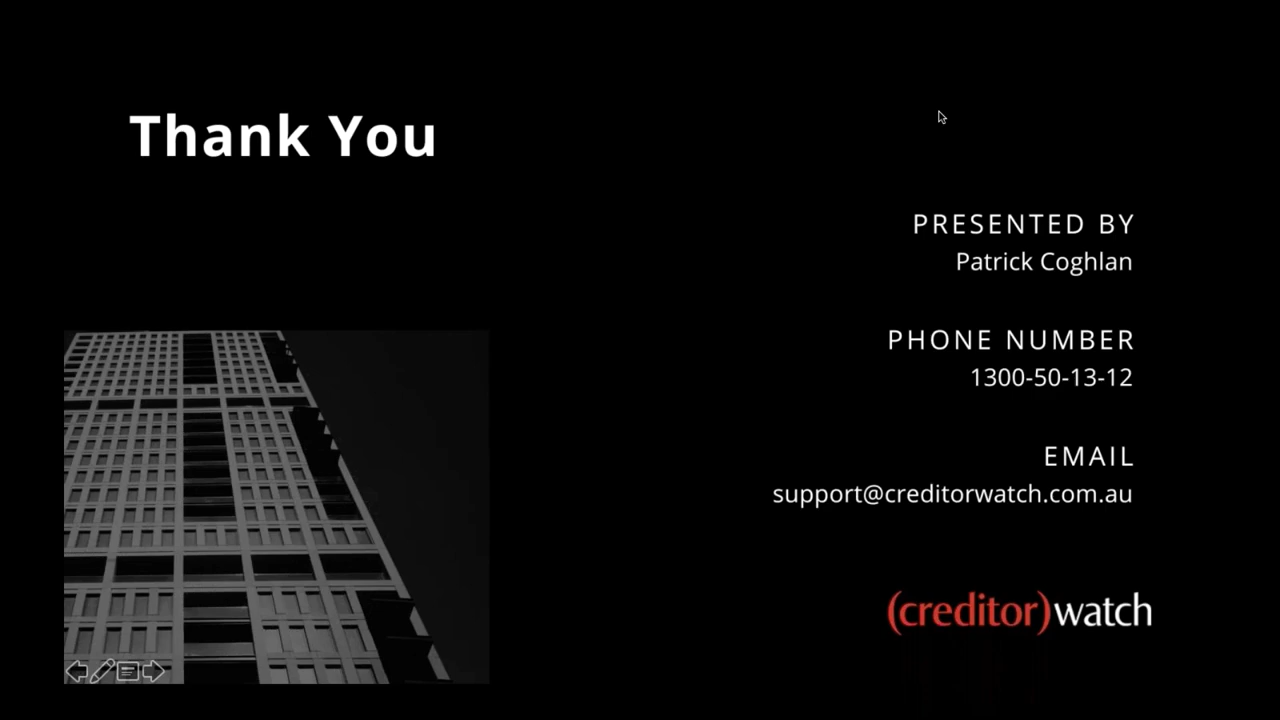 Thank You
PRESENTED BY
Patrick Coghlan
PHONE NUMBER
1300-50-13-12
EMAIL
support@creditorwatch.com.au
(creditor)watch